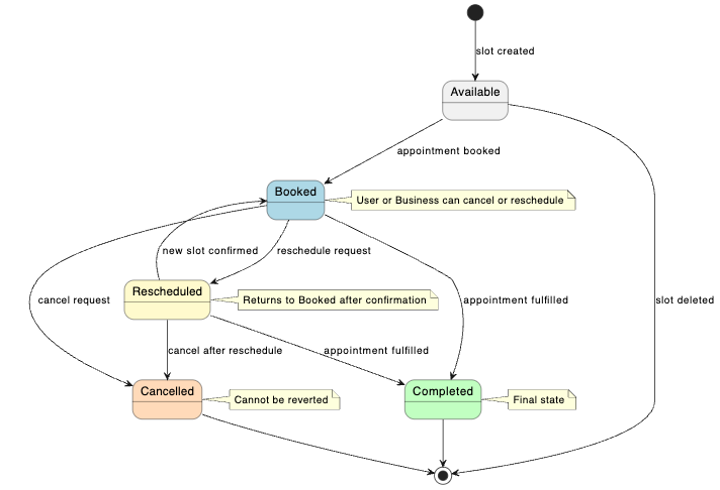 slot created
Available
appointment booked
Booked
User or Business can cancel or reschedule
new slot confirmed
reschedule request
Rescheduled
Returns to Booked after confirmation
cancel request
appointment fulfilled
slot deleted
cancel after reschedule
appointment fulfilled
Cancelled
Cannot be reverted
Completed
Final state